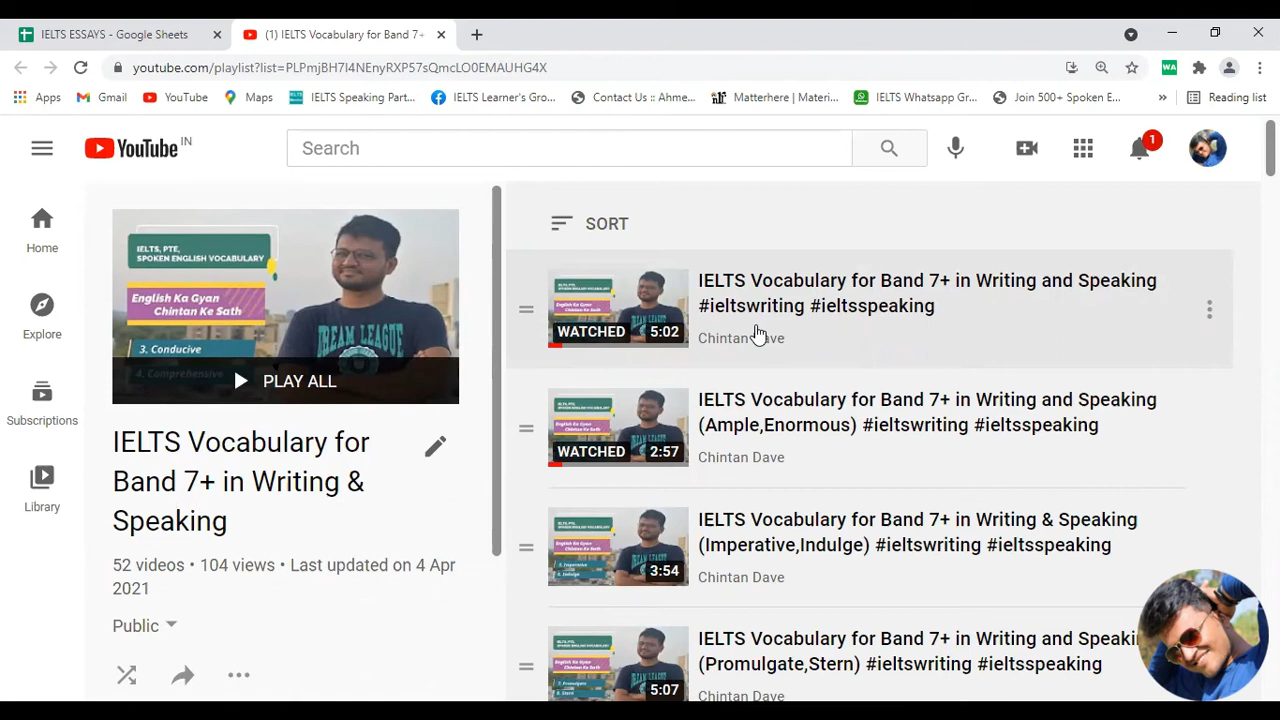 IELTS ESSAYS - Google Sheets
(1) IELTS Vocabulary for Band 7+
youtube.com/playlist?list=PLPmjBH7I4NEnyRXP57sQmcLO0EMAUHG4X
Apps
Gmail
YouTube
Maps
IELTS Speaking Part...
IELTS Learner's Gro...
Contact Us :: Ahme...
Matterhere | Materi...
IELTS Whatsapp Gr...
Join 500+ Spoken E...
»
Reading list
WA
YouTube IN
Search
1
Home
Explore
Subscriptions
Library
IELTS, PTE,
SPOKEN ENGLISH VOCABULARY
English Ka Gyan
Chintan Ke Sath
3. Conducive
4. Comprehensive
DREAM LEAGUE
PLAY ALL
IELTS Vocabulary for
Band 7+ in Writing &
Speaking
52 videos • 104 views • Last updated on 4 Apr
2021
Public
SORT
WATCHED 5:02
IELTS Vocabulary for Band 7+ in Writing and Speaking
#ieltswriting #ieltsspeaking
Chintan Dave
WATCHED 2:57
IELTS Vocabulary for Band 7+ in Writing and Speaking
(Ample,Enormous) #ieltswriting #ieltsspeaking
Chintan Dave
3:54
IELTS Vocabulary for Band 7+ in Writing & Speaking
(Imperative,Indulge) #ieltswriting #ieltsspeaking
Chintan Dave
5:07
IELTS Vocabulary for Band 7+ in Writing and Speakin
(Promulgate,Stern) #ieltswriting #ieltsspeaking
Chintan Dave